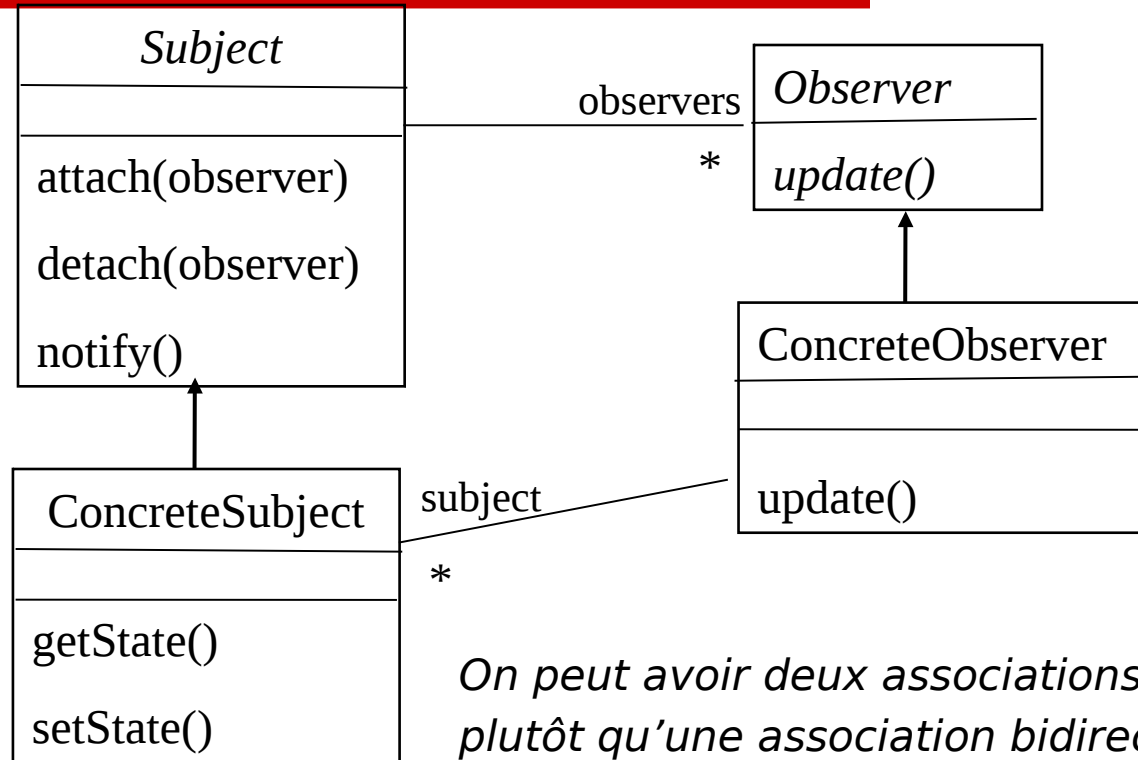 Subject
attach(observer)
detach(observer)
notify()
observers
*
Observer
update()
ConcreteObserver
update()
subject
*
ConcreteSubject
getState()
setState()
On peut avoir deux associations
plutôt qu’une association